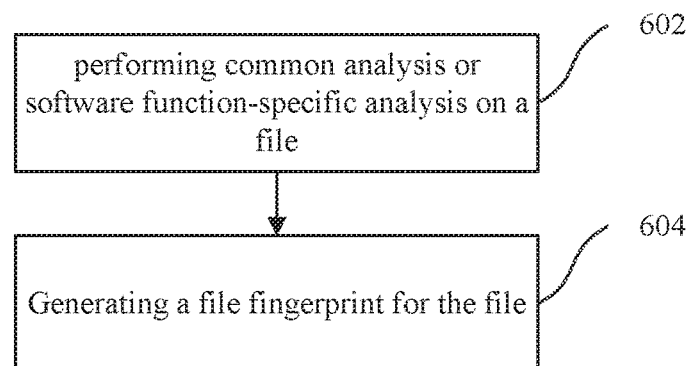 602
performing common analysis or
software function-specific analysis on a
file
604
Generating a file fingerprint for the file